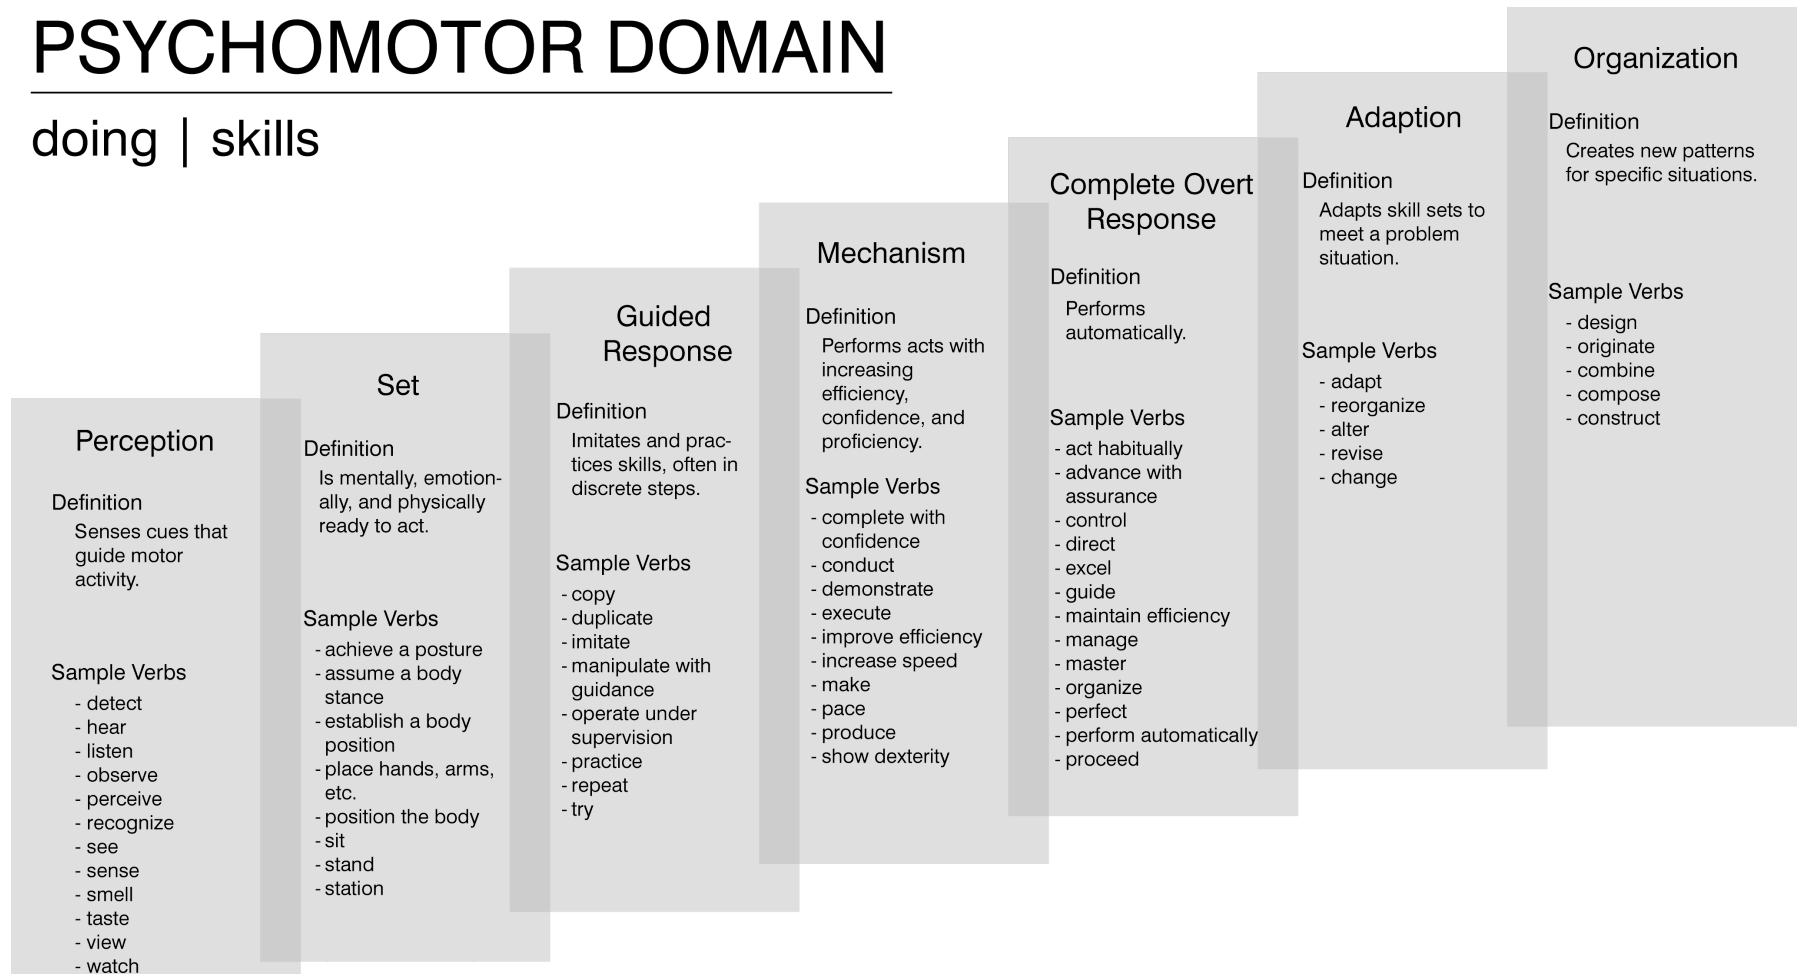 PSYCHOMOTOR DOMAIN
doing | skills
Perception
Definition
Senses cues that
guide motor
activity.
Sample Verbs
- detect
- hear
- listen
- observe
- perceive
- recognize
- see
- sense
- smell
- taste
- view
- watch
Set
Definition
Is mentally, emotion-
ally, and physically
ready to act.
Sample Verbs
- achieve a posture
- assume a body
stance
- establish a body
position
- place hands, arms,
etc.
- position the body
- sit
- stand
- station
Guided
Response
Definition
Imitates and prac-
tices skills, often in
discrete steps.
Sample Verbs
- copy
- duplicate
- imitate
- manipulate with
guidance
- operate under
supervision
- practice
- repeat
- try
Mechanism
Definition
Performs acts with
increasing
efficiency,
confidence, and
proficiency.
Sample Verbs
- complete with
confidence
- conduct
- demonstrate
- execute
- improve efficiency
- increase speed
- make
- pace
- produce
- show dexterity
Complete Overt
Response
Definition
Performs
automatically.
Sample Verbs
- act habitually
- advance with
assurance
- control
- direct
- excel
- guide
- maintain efficiency
- manage
- master
- organize
- perfect
- perform automatically
- proceed
Adaption
Definition
Adapts skill sets to
meet a problem
situation.
Sample Verbs
- adapt
- reorganize
- alter
- revise
- change
Organization
Definition
Creates new patterns
for specific situations.
Sample Verbs
- design
- originate
- combine
- compose
- construct